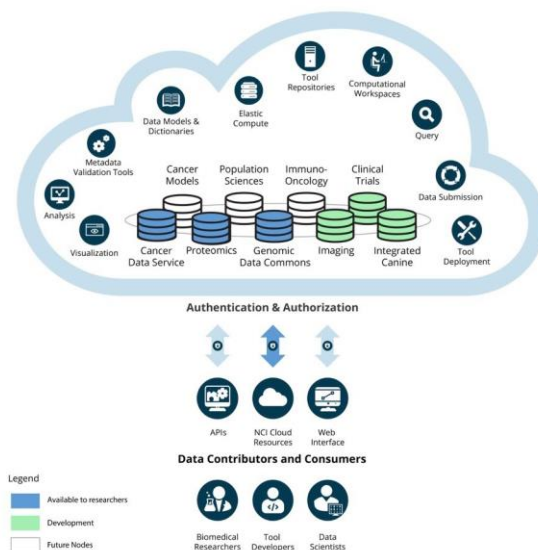 Tool
Repositories
Computational
Workspaces
Elastic
Compute
Data Models &
Dictionaries
Query
Metadata
Validation Tools
Cancer
Models
Population
Sciences
Immuno-
Oncology
Clinical
Trials
Data Submission
Analysis
Visualization
Cancer
Data Service
Proteomics
Genomic
Data Commons
Imaging
Integrated
Canine
Tool
Deployment
Authentication & Authorization
APIs
NCI Cloud
Resources
Web
Interface
Data Contributors and Consumers
Legend
Available to researchers
Development
Future Nodes
Biomedical
Researchers
Tool
Developers
Data
Scientists